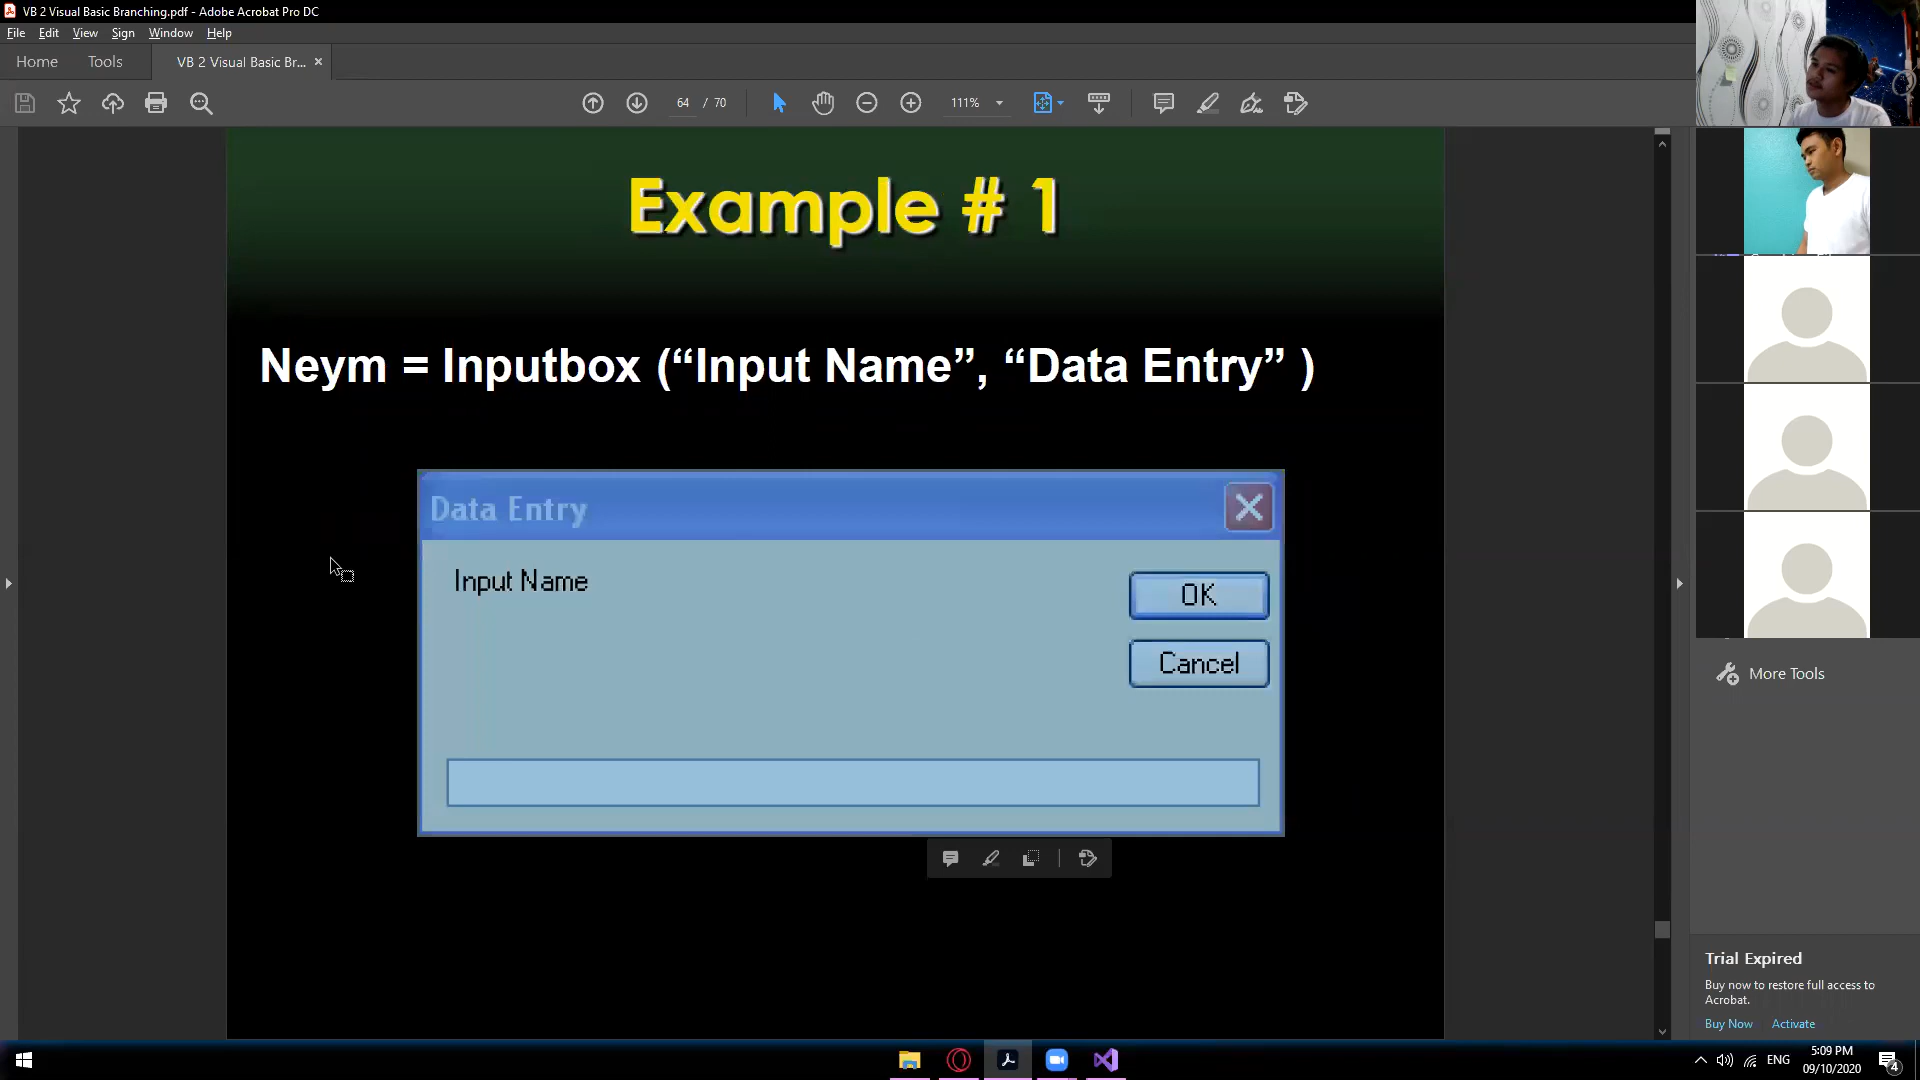 VB 2 Visual Basic Branching.pdf - Adobe Acrobat Pro DC
File Edit View Sign Window Help
Home Tools VB 2 Visual Basic Br... ×
64 / 70 111%
Example # 1
Neym = Inputbox (“Input Name”, “Data Entry” )
Data Entry
Input Name
OK
Cancel
More Tools
Trial Expired
Buy now to restore full access to
Acrobat.
Buy Now Activate
ENG
5:09 PM
09/10/2020
4